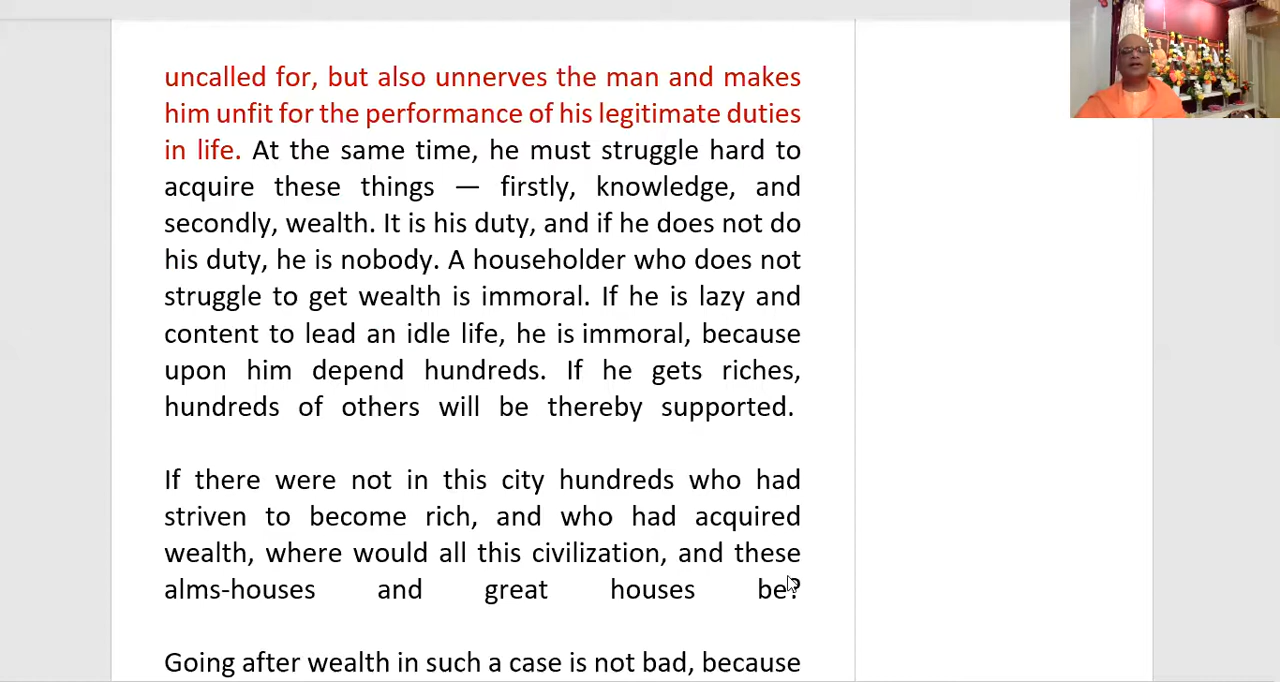 uncalled for, but also unnerves the man and makes
him unfit for the performance of his legitimate duties
in life. At the same time, he must struggle hard to
acquire these things — firstly, knowledge, and
secondly, wealth. It is his duty, and if he does not do
his duty, he is nobody. A householder who does not
struggle to get wealth is immoral. If he is lazy and
content to lead an idle life, he is immoral, because
upon him depend hundreds. If he gets riches,
hundreds of others will be thereby supported.
If there were not in this city hundreds who had
striven to become rich, and who had acquired
wealth, where would all this civilization, and these
alms-houses and great houses be?
Going after wealth in such a case is not bad, because